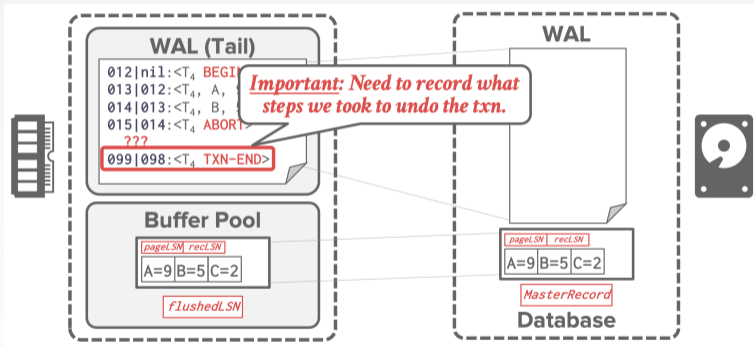 WAL (Tail)
012|nil:<T4 BEGI
013|012:<T4, A,
014|013:<T4, B,
015|014:<T4 ABORT>
???
099|098:<T4 TXN-END>
Important: Need to record what
steps we took to undo the txn.
Buffer Pool
pageLSN recLSN
A=9 B=5 C=2
flushedLSN
WAL
pageLSN recLSN
A=9 B=5 C=2
MasterRecord
Database